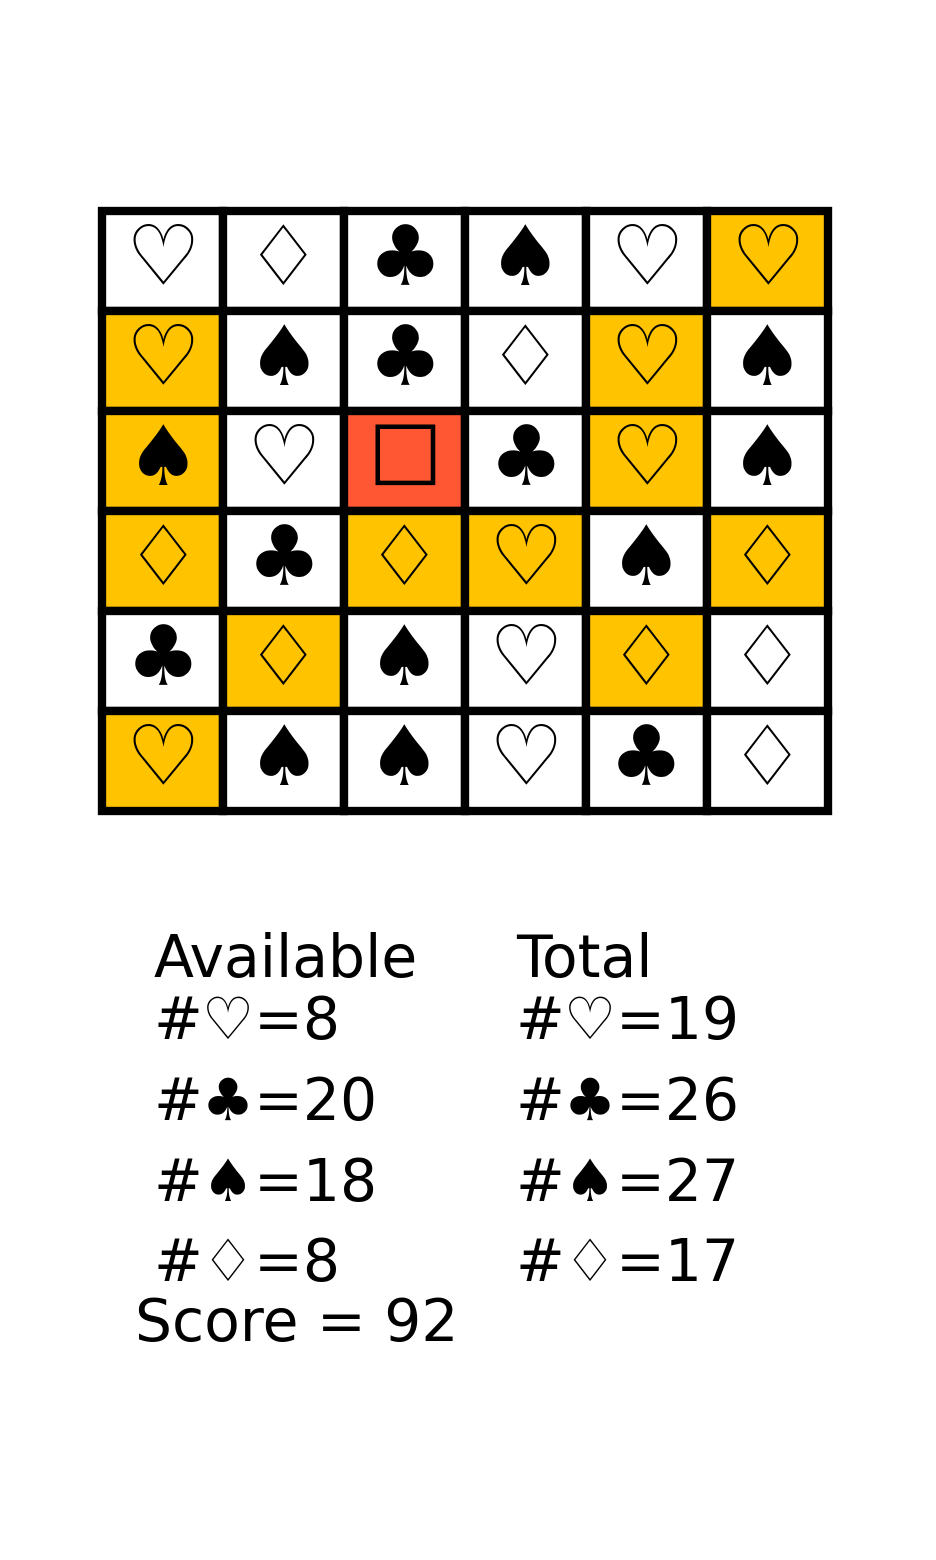 ♡ ♢ ♣ ♠ ♡ ♡
♡ ♠ ♣ ♢ ♡ ♠
♠ ♡ □ ♣ ♡ ♠
♢ ♣ ♢ ♡ ♠ ♢
♣ ♢ ♠ ♡ ♢ ♢
♡ ♠ ♠ ♡ ♣ ♢
Available Total
#♡=8 #♡=19
#♣=20 #♣=26
#♠=18 #♠=27
#♢=8 #♢=17
Score = 92